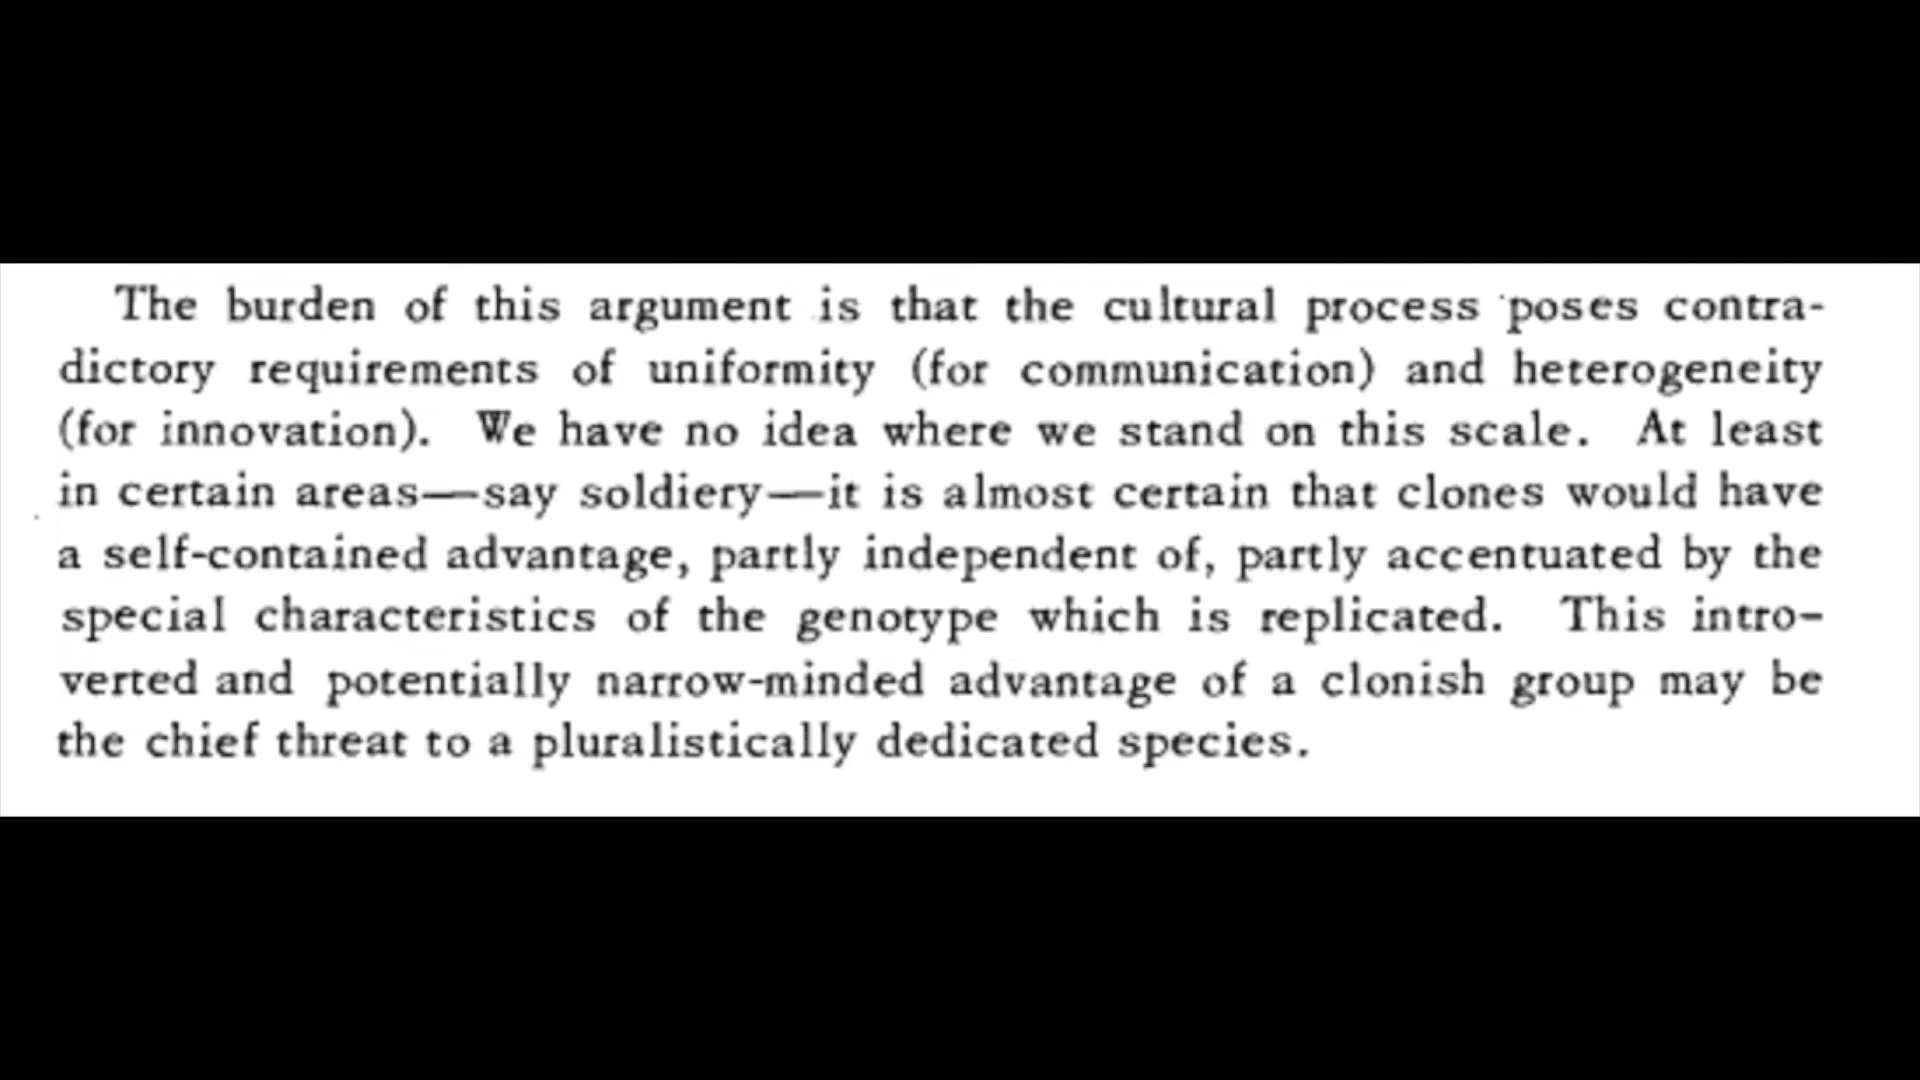 The burden of this argument is that the cultural process poses contra-
dictory requirements of uniformity (for communication) and heterogeneity
(for innovation). We have no idea where we stand on this scale. At least
in certain areas—say soldiery—it is almost certain that clones would have
a self-contained advantage, partly independent of, partly accentuated by the
special characteristics of the genotype which is replicated. This intro-
verted and potentially narrow-minded advantage of a clonish group may be
the chief threat to a pluralistically dedicated species.